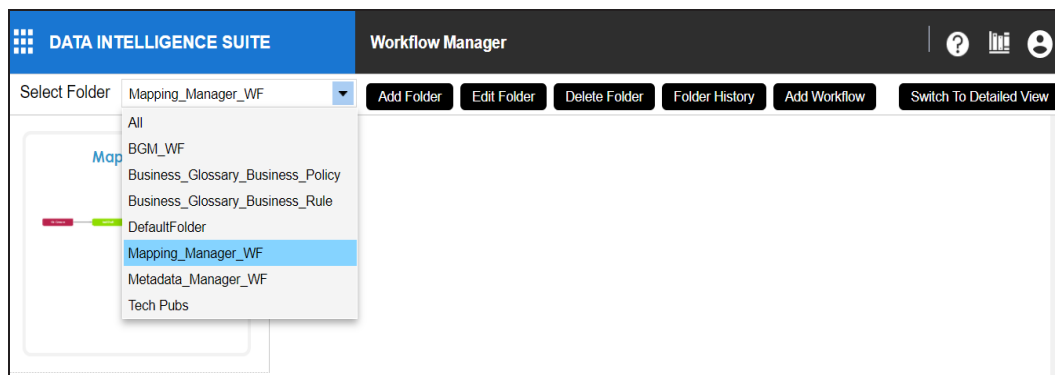 DATA INTELLIGENCE SUITE
Workflow Manager
Select Folder
Mapping_Manager_WF
Add Folder
Edit Folder
Delete Folder
Folder History
Add Workflow
Switch To Detailed View
All
BGM_WF
Business_Glossary_Business_Policy
Business_Glossary_Business_Rule
DefaultFolder
Mapping_Manager_WF
Metadata_Manager_WF
Tech Pubs
Map